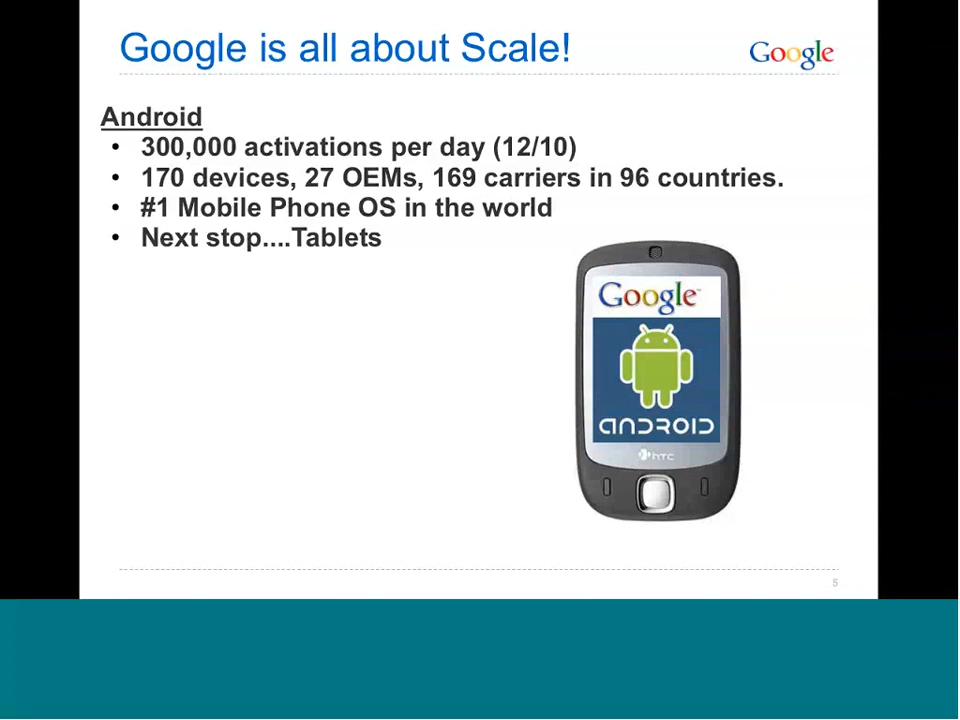 Google is all about Scale!
Google
Android
• 300,000 activations per day (12/10)
• 170 devices, 27 OEMs, 169 carriers in 96 countries.
• #1 Mobile Phone OS in the world
• Next stop....Tablets
Google™
ANDROID
hTC
5